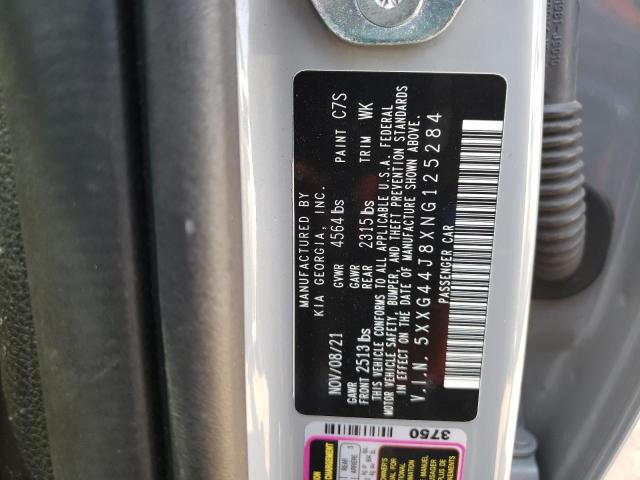 MANUFACTURED BY
KIA GEORGIA, INC.
NOV/08/21 GVWR 4564 lbs PAINT C7S
GAWR FRONT 2513 lbs GAWR REAR 2315 lbs TRIM WK
THIS VEHICLE CONFORMS TO ALL APPLICABLE U.S.A. FEDERAL
MOTOR VEHICLE SAFETY, BUMPER, AND THEFT PREVENTION STANDARDS
IN EFFECT ON THE DATE OF MANUFACTURE SHOWN ABOVE.
V.I.N. 5XXG44J8XNG125284
PASSENGER CAR
3750
REAR